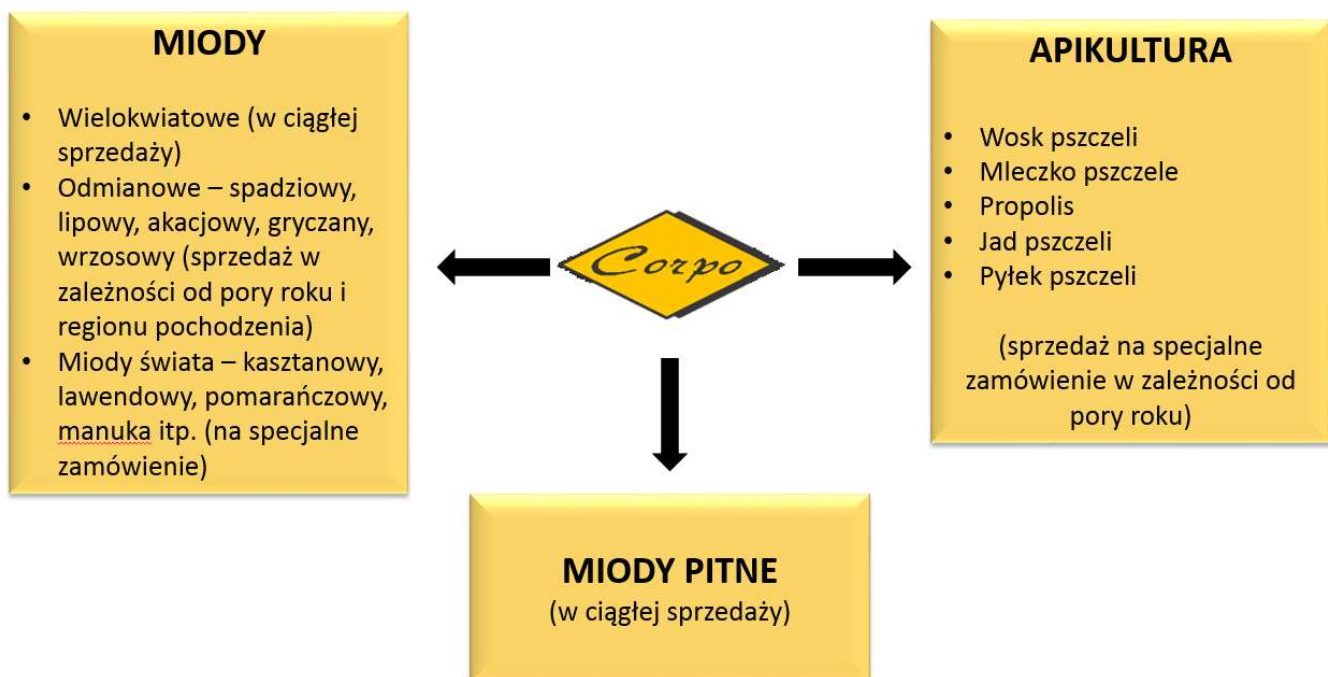 MIODY
• Wielokwiatowe (w ciągłej
sprzedaży)
• Odmianowe – spadziowy,
lipowy, akacjowy, gryczany,
wrzosowy (sprzedaż w
zależności od pory roku i
regionu pochodzenia)
• Miody świata – kasztanowy,
lawendowy, pomarańczowy,
manuka itp. (na specjalne
zamówienie)
Corpo
APIKULTURA
• Wosk pszczeli
• Mleczko pszczele
• Propolis
• Jad pszczeli
• Pyłek pszczeli
(sprzedaż na specjalne
zamówienie w zależności od
pory roku)
MIODY PITNE
(w ciągłej sprzedaży)